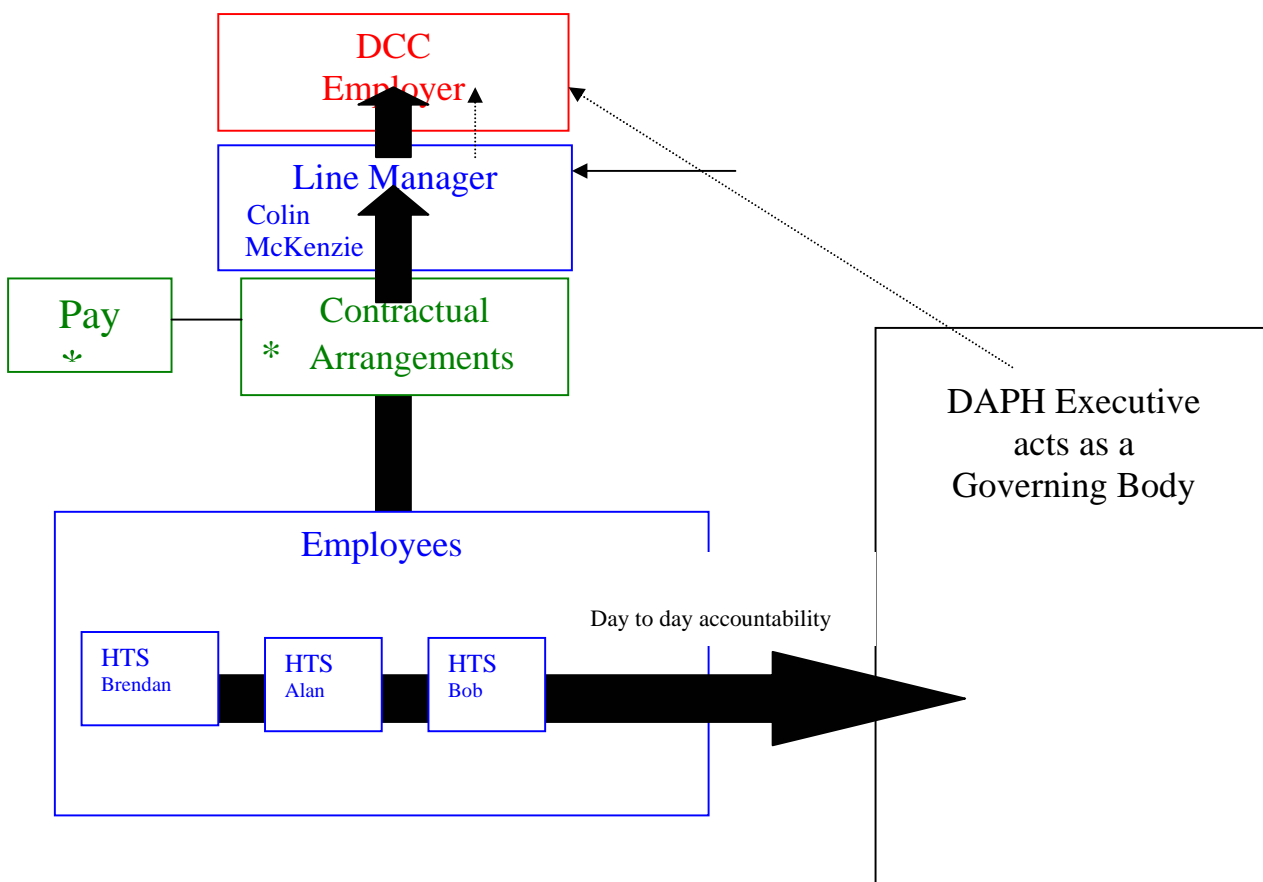 DCC
Employer
Line Manager
Colin
McKenzie
Pay
*
Contractual
* Arrangements
DAPH Executive
acts as a
Governing Body
Employees
Day to day accountability
HTS
Brendan
HTS
Alan
HTS
Bob